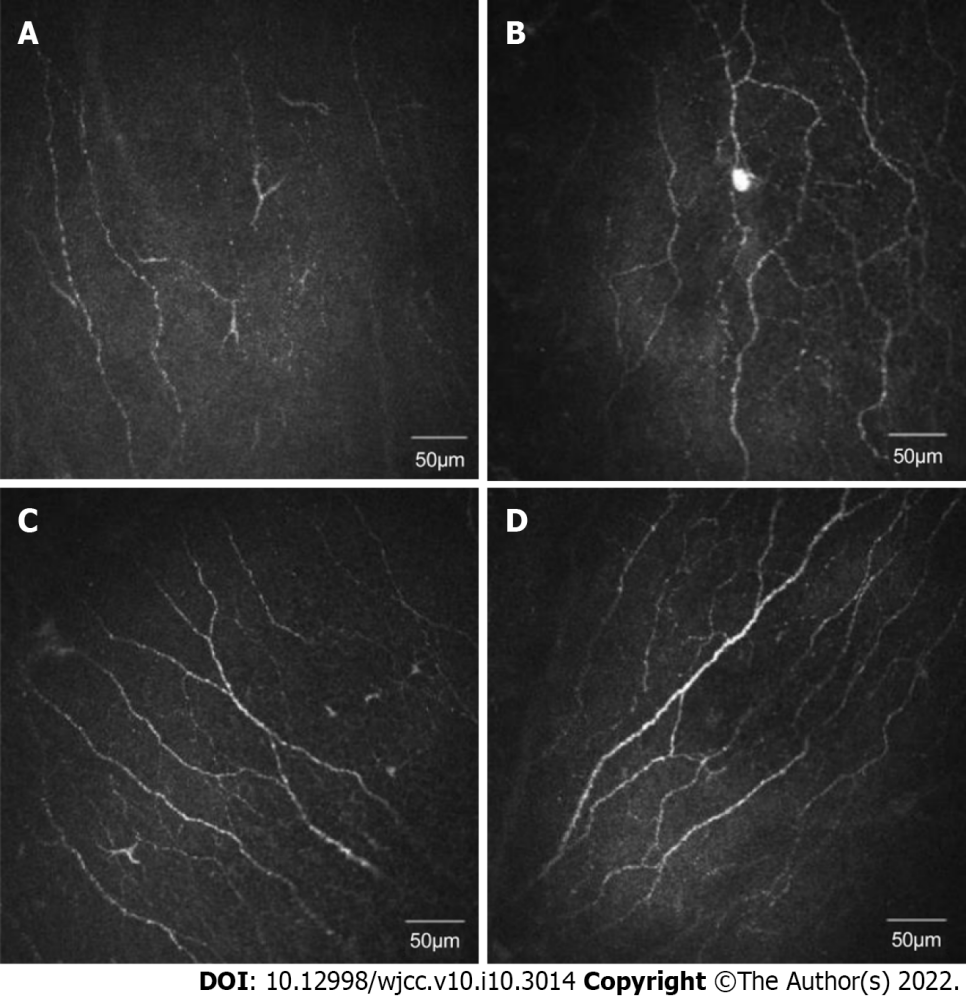 A
B
50µm
50µm
C
D
50µm
50µm
DOI: 10.12998/wjcc.v10.i10.3014 Copyright ©The Author(s) 2022.